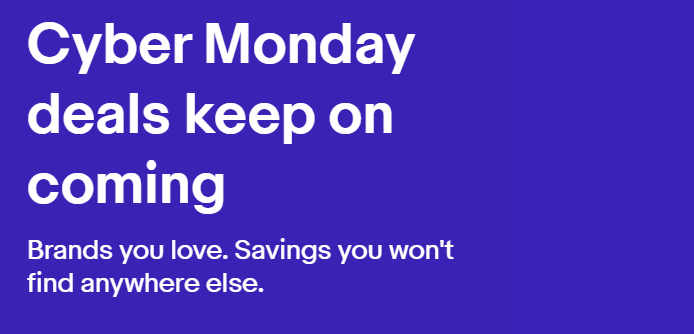 Cyber Monday
deals keep on
coming
Brands you love. Savings you won't
find anywhere else.